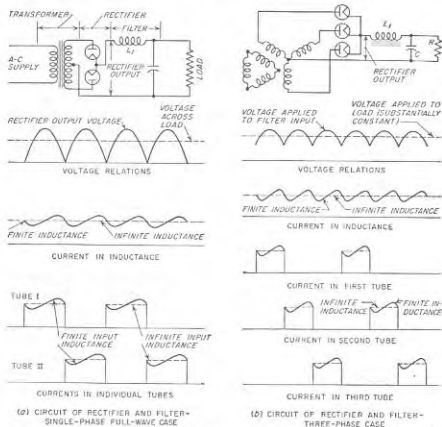 TRANSFORMER
RECTIFIER
FILTER
L1
A-C
SUPPLY
RECTIFIER
OUTPUT
LOAD
RECTIFIER OUTPUT VOLTAGE
VOLTAGE
ACROSS
LOAD
VOLTAGE RELATIONS
FINITE INDUCTANCE
INFINITE INDUCTANCE
CURRENT IN INDUCTANCE
TUBE I
FINITE INPUT
INDUCTANCE
INFINITE INPUT
INDUCTANCE
TUBE II
CURRENTS IN INDIVIDUAL TUBES
(a) CIRCUIT OF RECTIFIER AND FILTER-
SINGLE-PHASE FULL-WAVE CASE
L1
C
R
RECTIFIER
OUTPUT
VOLTAGE APPLIED
TO FILTER INPUT
VOLTAGE APPLIED TO
LOAD (SUBSTANTIALLY
CONSTANT)
VOLTAGE RELATIONS
FINITE INDUCTANCE
INFINITE INDUCTANCE
CURRENT IN INDUCTANCE
CURRENT IN FIRST TUBE
INFINITE
INDUCTANCE
FINITE IN-
DUCTANCE
CURRENT IN SECOND TUBE
CURRENT IN THIRD TUBE
(b) CIRCUIT OF RECTIFIER AND FILTER-
THREE-PHASE CASE